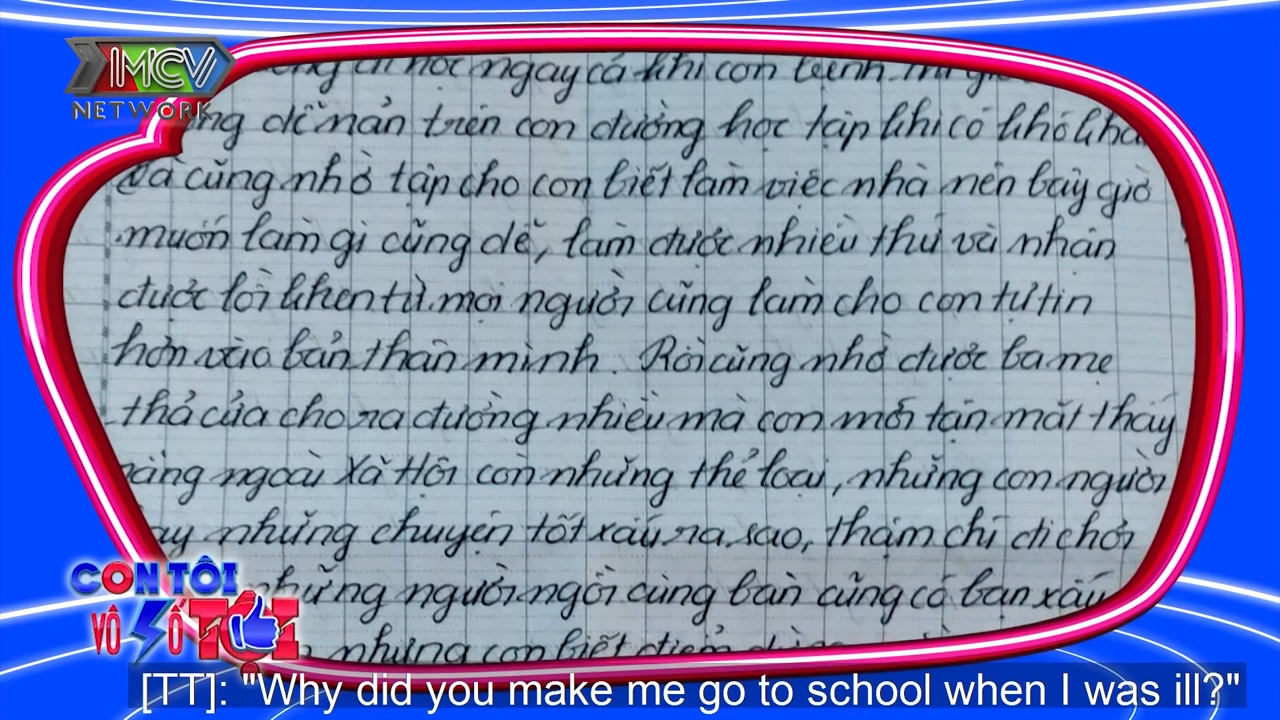 MCV
NETWORK
đi học ngay cả khi con bệnh thì
dễ nản trên con đường học tập khi có khó
và cũng nhờ tập cho con biết làm việc nhà nên bây giờ
muốn làm gì cũng dễ, làm được nhiều thứ và nhận
được lời khen từ mọi người cũng làm cho con tự tin
hơn vào bản thân mình. Rồi cũng nhờ được ba mẹ
thả cửa cho ra đường nhiều mà con mới tận mắt thấy
ngoài Xã Hội còn những thể loại, những con người
hay những chuyện tốt xấu ra sao, thậm chí đi chơi
những người ngồi cùng bàn cũng có bạn xấu
nhưng con biết điểm
CON TÔI
VÔ SỐ TỘI
[TT]: "Why did you make me go to school when I was ill?"